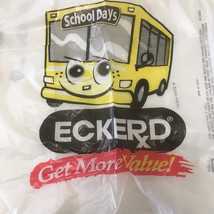 School Days
ECKERD®
Get More Value!